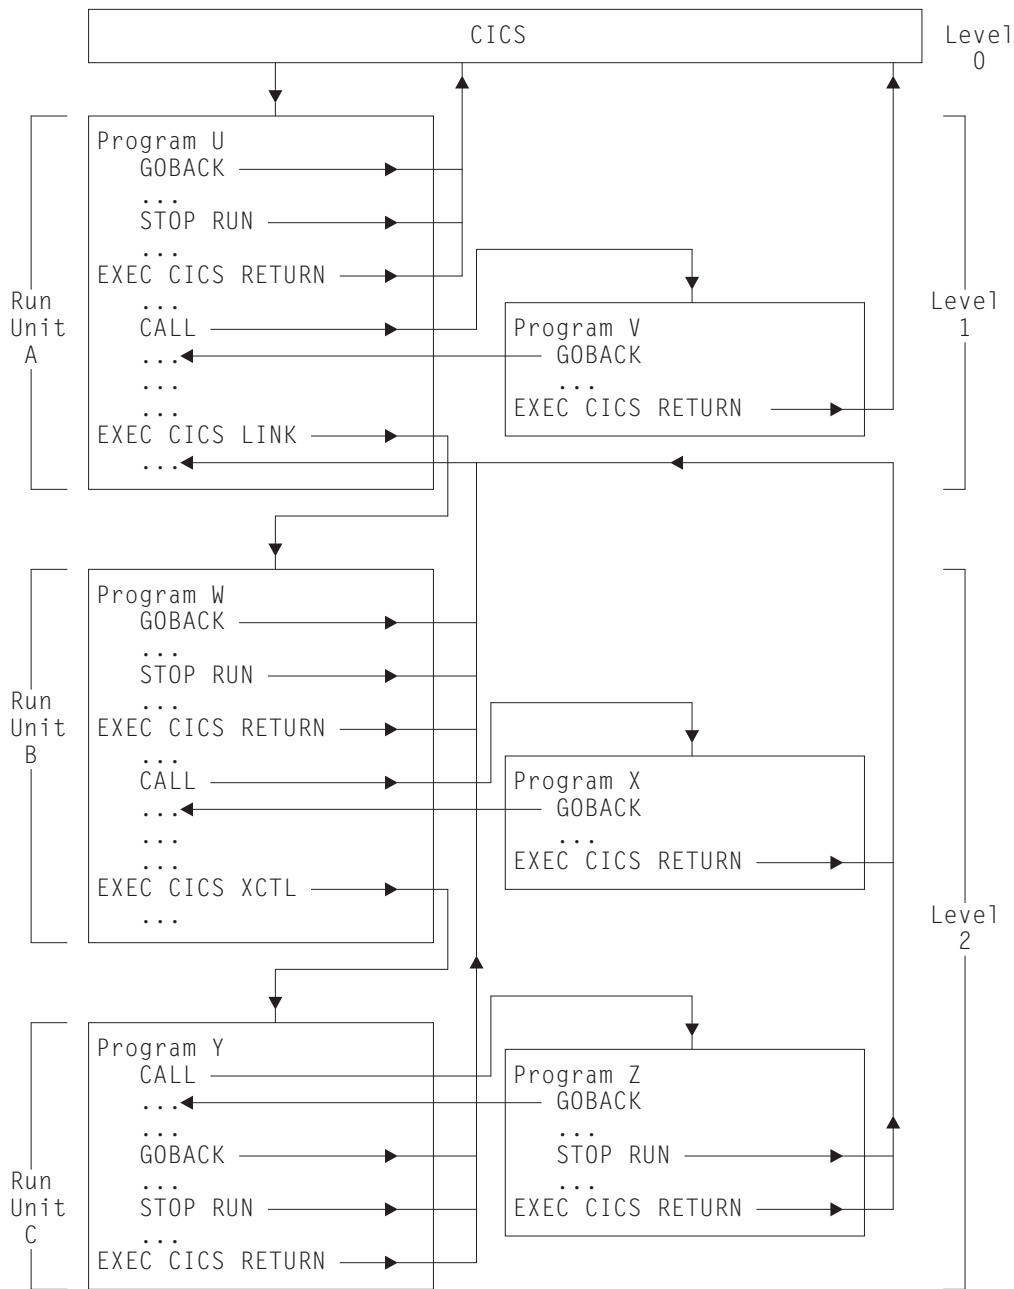 CICS
Level
0
Program U
GOBACK
...
STOP RUN
...
EXEC CICS RETURN
...
CALL
...
...
...
EXEC CICS LINK
...
Run
Unit
A
Program V
GOBACK
...
EXEC CICS RETURN
Level
1
Program W
GOBACK
...
STOP RUN
...
EXEC CICS RETURN
...
CALL
...
...
...
EXEC CICS XCTL
...
Run
Unit
B
Program X
GOBACK
...
EXEC CICS RETURN
Level
2
Program Y
CALL
...
...
GOBACK
...
STOP RUN
...
EXEC CICS RETURN
Run
Unit
C
Program Z
GOBACK
...
STOP RUN
...
EXEC CICS RETURN